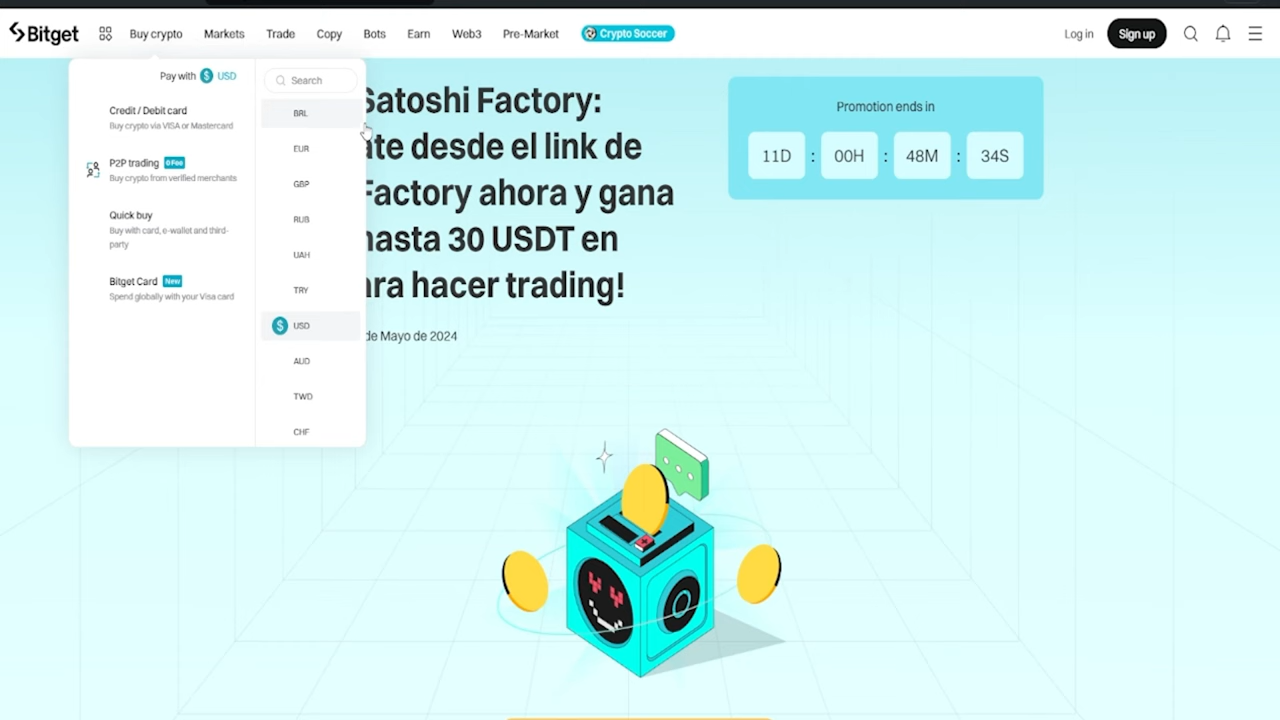 Bitget
Buy crypto
Markets
Trade
Copy
Bots
Earn
Web3
Pre-Market
Crypto Soccer
Log in
Sign up
Pay with $ USD
Credit / Debit card
Buy crypto via VISA or Mastercard
P2P trading 0 Fee
Buy crypto from verified merchants
Quick buy
Buy with card, e-wallet and third-
party
Bitget Card New
Spend globally with your Visa card
Search
BRL
EUR
GBP
RUB
UAH
TRY
$ USD
AUD
TWD
CHF
Satoshi Factory:
desde el link de
Factory ahora y gana
hasta 30 USDT en
hacer trading!
de Mayo de 2024
Promotion ends in
11D : 00H : 48M : 34S